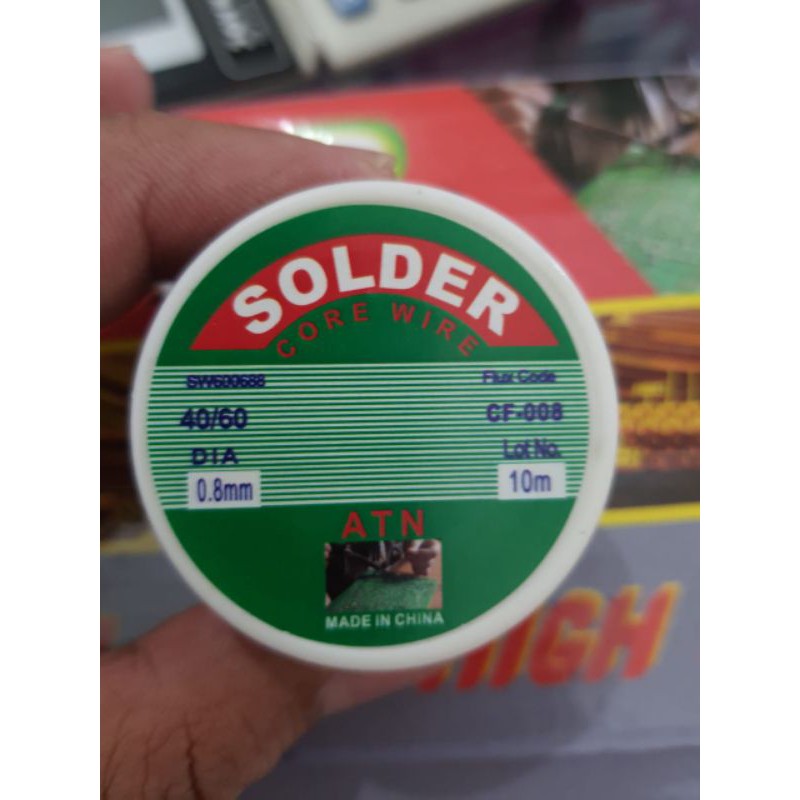 SOLDER
CORE WIRE
SW600688 Flux Code
40/60 CF-008
DIA Lot No.
0.8mm 10m
ATN
MADE IN CHINA
HIGH